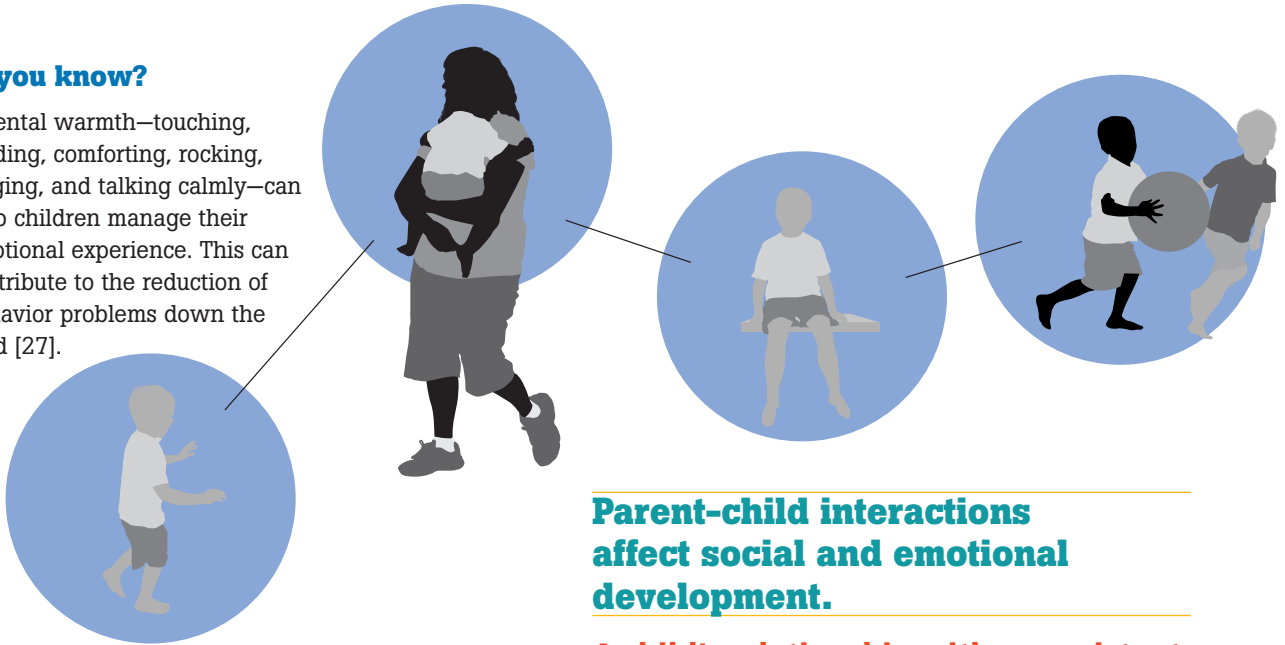 you know?
ental warmth—touching,
ding, comforting, rocking,
ging, and talking calmly—can
p children manage their
otional experience. This can
tribute to the reduction of
avior problems down the
d [27].
Parent–child interactions
affect social and emotional
development.